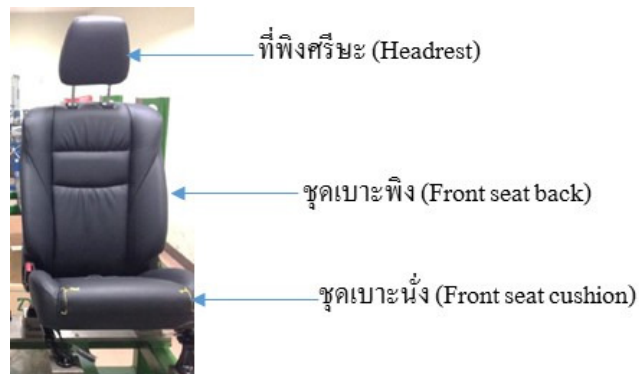 ที่พิงศรีษะ (Headrest)
ชุดเบาะพิง (Front seat back)
ชุดเบาะนั่ง (Front seat cushion)